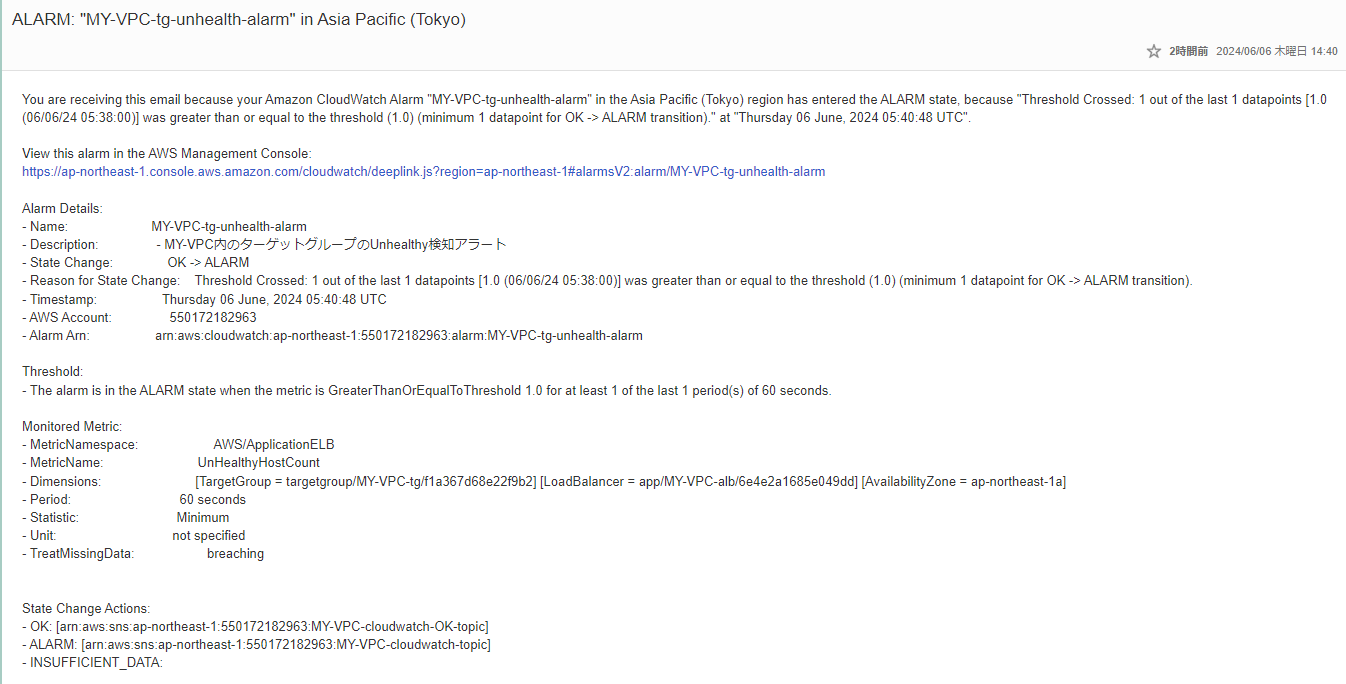 ALARM: "MY-VPC-tg-unhealth-alarm" in Asia Pacific (Tokyo)
2時間前 2024/06/06 木曜日 14:40
You are receiving this email because your Amazon CloudWatch Alarm "MY-VPC-tg-unhealth-alarm" in the Asia Pacific (Tokyo) region has entered the ALARM state, because "Threshold Crossed: 1 out of the last 1 datapoints [1.0
(06/06/24 05:38:00)] was greater than or equal to the threshold (1.0) (minimum 1 datapoint for OK -> ALARM transition)." at "Thursday 06 June, 2024 05:40:48 UTC".
View this alarm in the AWS Management Console:
https://ap-northeast-1.console.aws.amazon.com/cloudwatch/deeplink.js?region=ap-northeast-1#alarmsV2:alarm/MY-VPC-tg-unhealth-alarm
Alarm Details:
- Name: MY-VPC-tg-unhealth-alarm
- Description: - MY-VPC内のターゲットグループのUnhealthy検知アラート
- State Change: OK -> ALARM
- Reason for State Change: Threshold Crossed: 1 out of the last 1 datapoints [1.0 (06/06/24 05:38:00)] was greater than or equal to the threshold (1.0) (minimum 1 datapoint for OK -> ALARM transition).
- Timestamp: Thursday 06 June, 2024 05:40:48 UTC
- AWS Account: 550172182963
- Alarm Arn: arn:aws:cloudwatch:ap-northeast-1:550172182963:alarm:MY-VPC-tg-unhealth-alarm
Threshold:
- The alarm is in the ALARM state when the metric is GreaterThanOrEqualToThreshold 1.0 for at least 1 of the last 1 period(s) of 60 seconds.
Monitored Metric:
- MetricNamespace: AWS/ApplicationELB
- MetricName: UnHealthyHostCount
- Dimensions: [TargetGroup = targetgroup/MY-VPC-tg/f1a367d68e22f9b2] [LoadBalancer = app/MY-VPC-alb/6e4e2a1685e049dd] [AvailabilityZone = ap-northeast-1a]
- Period: 60 seconds
- Statistic: Minimum
- Unit: not specified
- TreatMissingData: breaching
State Change Actions:
- OK: [arn:aws:sns:ap-northeast-1:550172182963:MY-VPC-cloudwatch-OK-topic]
- ALARM: [arn:aws:sns:ap-northeast-1:550172182963:MY-VPC-cloudwatch-topic]
- INSUFFICIENT_DATA: